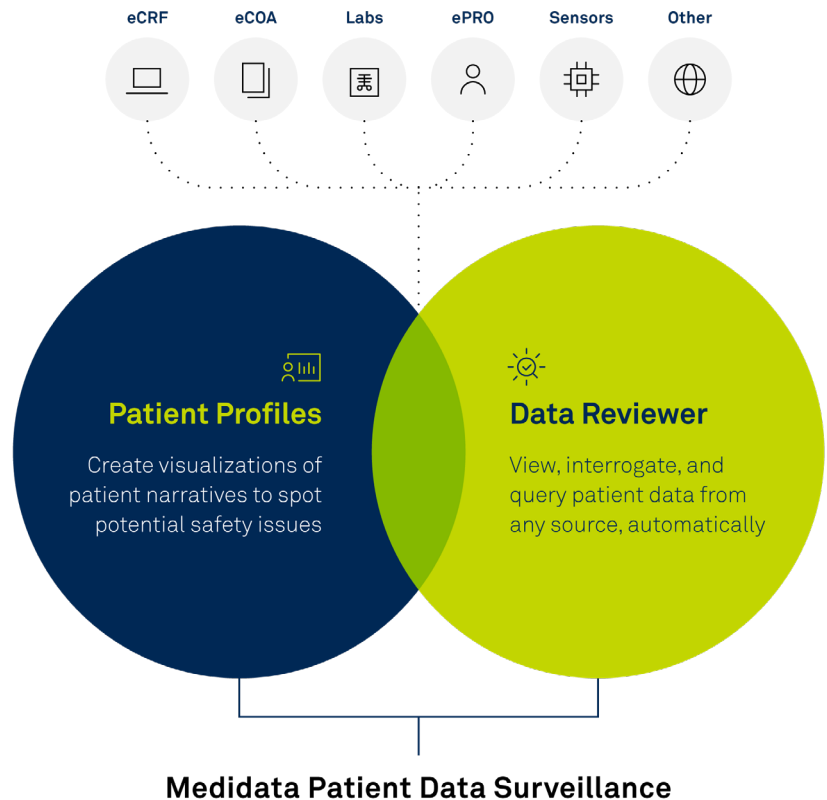 eCRF
eCOA
Labs
ePRO
Sensors
Other
Patient Profiles
Create visualizations of
patient narratives to spot
potential safety issues
Data Reviewer
View, interrogate, and
query patient data from
any source, automatically
Medidata Patient Data Surveillance